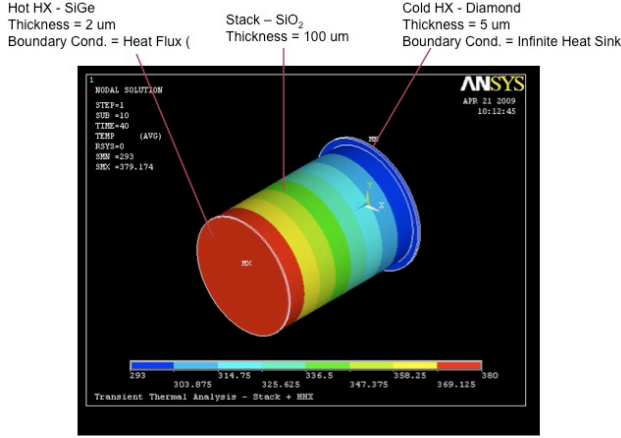 Hot HX - SiGe
Thickness = 2 um
Boundary Cond. = Heat Flux (
Stack – SiO2
Thickness = 100 um
Cold HX - Diamond
Thickness = 5 um
Boundary Cond. = Infinite Heat Sink
1
NODAL SOLUTION
STEP=1
SUB =10
TIME=40
TEMP (AVG)
RSYS=0
SMN =293
SMX =379.174
ANSYS
APR 21 2009
10:12:45
MN
Y
Z
MX
293 314.75 336.5 358.25 380
303.875 325.625 347.375 369.125
Transient Thermal Analysis - Stack + HHX